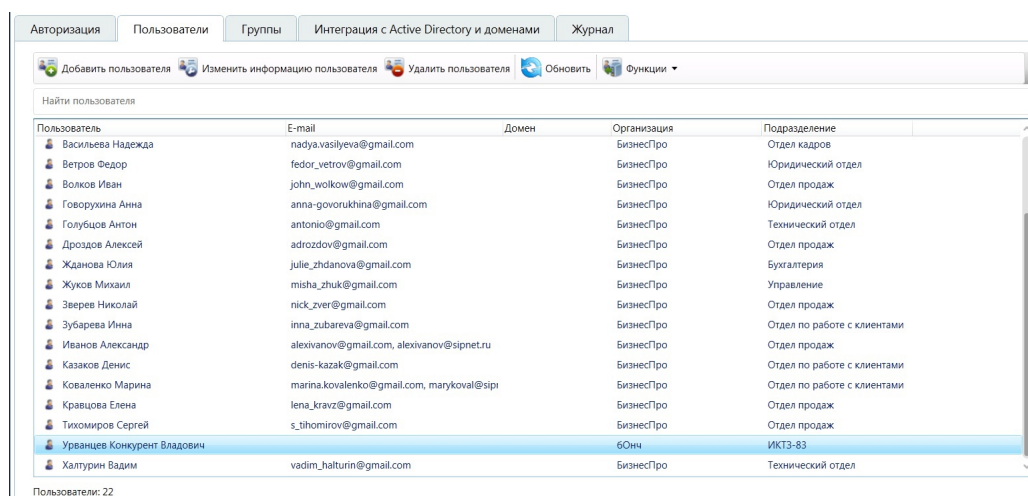 Авторизация Пользователи Группы Интеграция с Active Directory и доменами Журнал
Добавить пользователя Изменить информацию пользователя Удалить пользователя Обновить Функции
Найти пользователя
Пользователь E-mail Домен Организация Подразделение
Васильева Надежда nadya.vasilyeva@gmail.com БизнесПро Отдел кадров
Ветров Федор fedor_vetrov@gmail.com БизнесПро Юридический отдел
Волков Иван john_wolkow@gmail.com БизнесПро Отдел продаж
Говорухина Анна anna-govorukhina@gmail.com БизнесПро Юридический отдел
Голубцов Антон antonio@gmail.com БизнесПро Технический отдел
Дроздов Алексей adrozdov@gmail.com БизнесПро Отдел продаж
Жданова Юлия julie_zhdanova@gmail.com БизнесПро Бухгалтерия
Жуков Михаил misha_zhuk@gmail.com БизнесПро Управление
Зверев Николай nick_zver@gmail.com БизнесПро Отдел продаж
Зубарева Инна inna_zubareva@gmail.com БизнесПро Отдел по работе с клиентами
Иванов Александр alexivanov@gmail.com, alexivanov@sipnet.ru БизнесПро Отдел продаж
Казаков Денис denis-kazak@gmail.com БизнесПро Отдел по работе с клиентами
Коваленко Марина marina.kovalenko@gmail.com, marykoval@sip БизнесПро Отдел по работе с клиентами
Кравцова Елена lena_kravz@gmail.com БизнесПро Отдел продаж
Тихомиров Сергей s_tihomirov@gmail.com БизнесПро Отдел продаж
Урванцев Конкурент Владович 6Онч ИКТЗ-83
Халтурин Вадим vadim_halturin@gmail.com БизнесПро Технический отдел
Пользователи: 22